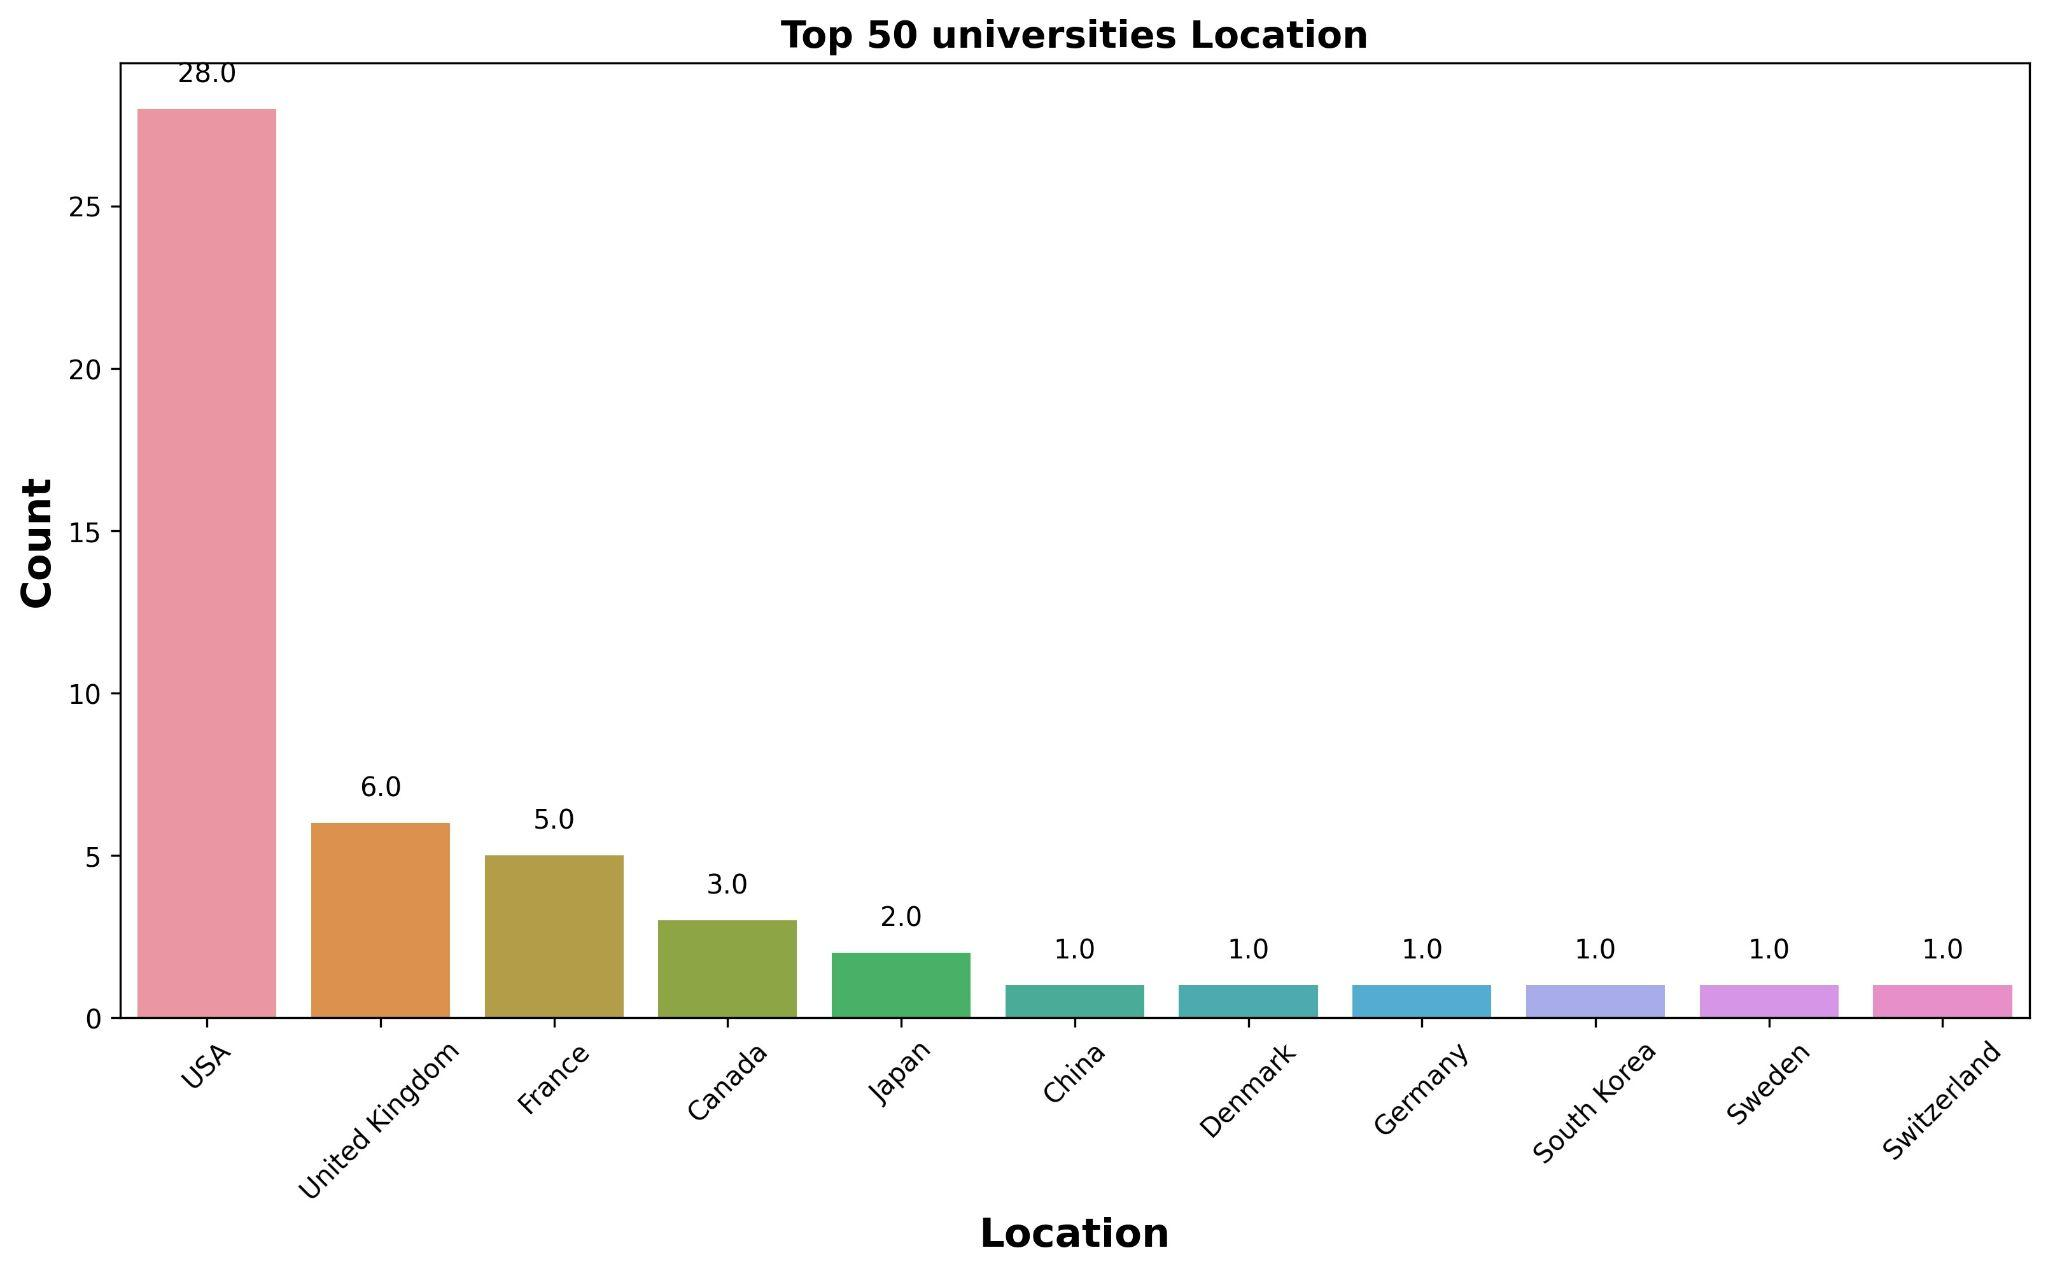 Top 50 universities Location
28.0
25
20
15
10
5
0
Count
6.0
5.0
3.0
2.0
1.0
1.0
1.0
1.0
1.0
1.0
USA
United Kingdom
France
Canada
Japan
China
Denmark
Germany
South Korea
Sweden
Switzerland
Location